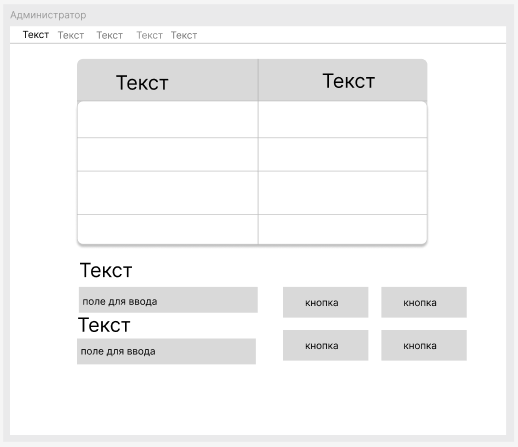 Администратор
Текст Текст Текст Текст Текст
Текст Текст
Текст
поле для ввода кнопка кнопка
Текст
поле для ввода кнопка кнопка